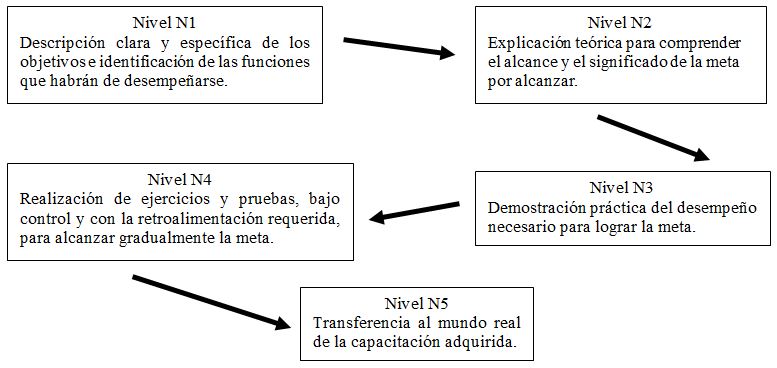 Nivel N1
Descripción clara y específica de los
objetivos e identificación de las funciones
que habrán de desempeñarse.
Nivel N2
Explicación teórica para comprender
el alcance y el significado de la meta
por alcanzar.
Nivel N3
Demostración práctica del desempeño
necesario para lograr la meta.
Nivel N4
Realización de ejercicios y pruebas, bajo
control y con la retroalimentación requerida,
para alcanzar gradualmente la meta.
Nivel N5
Transferencia al mundo real
de la capacitación adquirida.